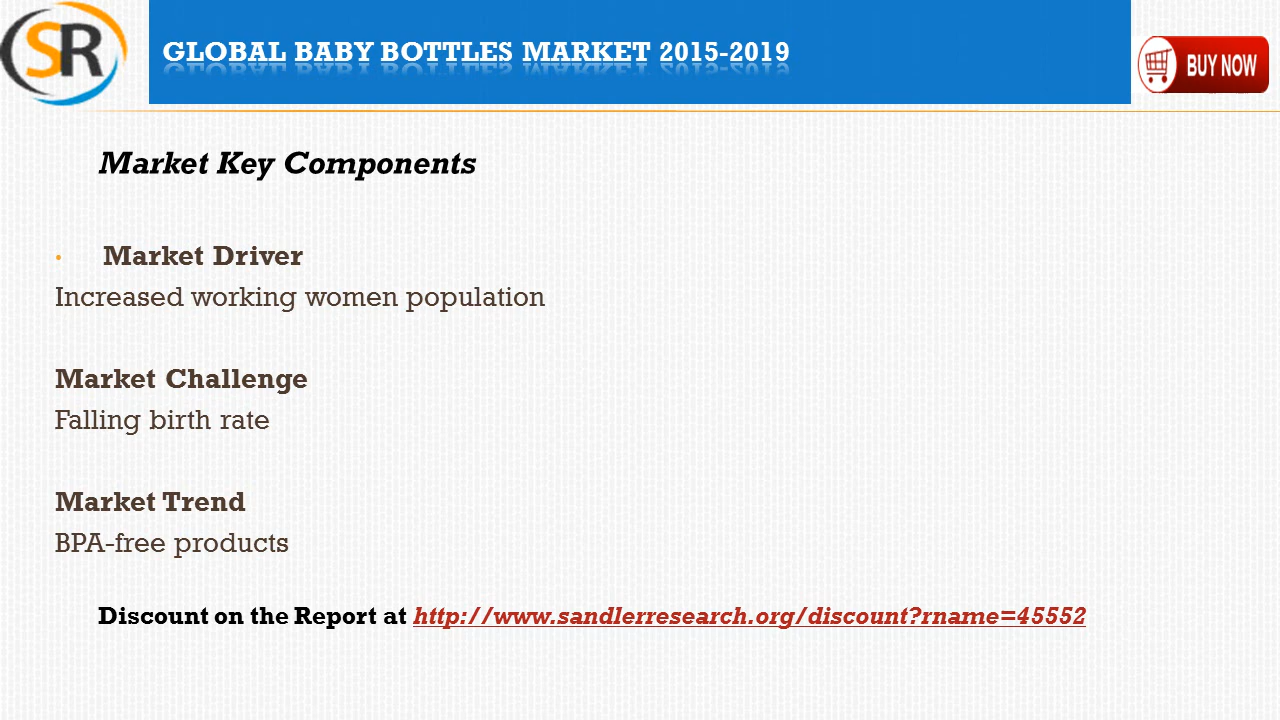 SR
GLOBAL BABY BOTTLES MARKET 2015-2019
BUY NOW
Market Key Components
• Market Driver
Increased working women population
Market Challenge
Falling birth rate
Market Trend
BPA-free products
Discount on the Report at http://www.sandlerresearch.org/discount?rname=45552